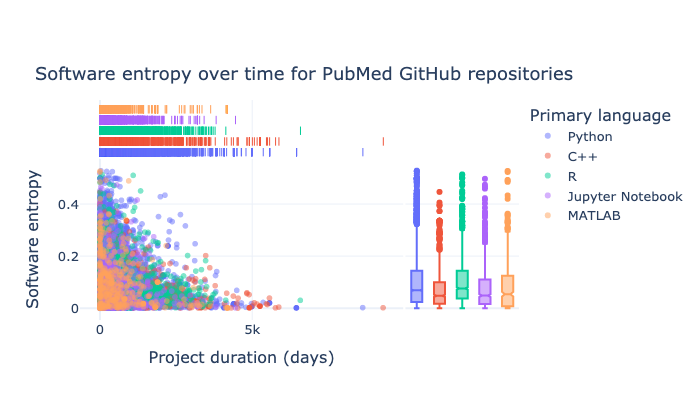 Software entropy over time for PubMed GitHub repositories
Primary language
Python
C++
R
Jupyter Notebook
MATLAB
Software entropy
0.4
0.2
0
0
5k
Project duration (days)